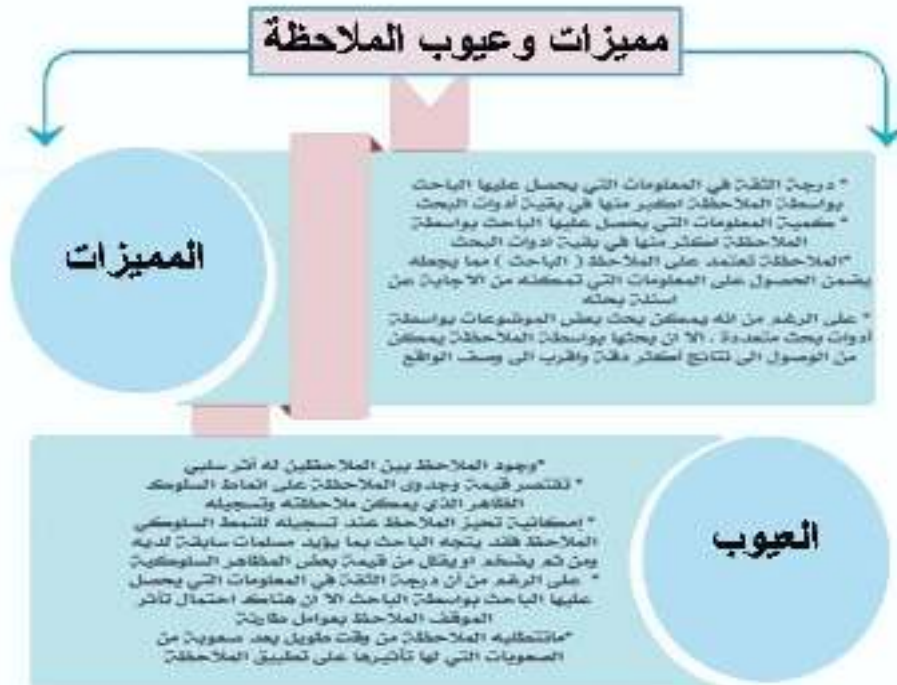 مميزات وعيوب الملاحظة
المميزات
* درجة الثقة في المعلومات التي يحصل عليها الباحث
بواسطة الملاحظة اكبر منها في بقية أدوات البحث
* كمية المعلومات التي يحصل عليها الباحث بواسطة
الملاحظة اكثر منها في بقية ادوات البحث
*الملاحظة تعتمد على الملاحظ ( الباحث ) مما يجعله
يضمن الحصول على المعلومات التي تمكنه من الاجابة عن
اسئلة بحثه
* على الرغم من انه يمكن بحث بعض الموضوعات بواسطة
أدوات بحث متعددة ، الا ان بحثها بواسطة الملاحظة يمكن
من الوصول الى نتائج أكثر دقة واقرب الى وصف الواقع
العيوب
*وجود الملاحظ بين الملاحظين له أثر سلبي
* تقتصر قيمة وجدوى الملاحظة على انماط السلوك
الظاهر الذي يمكن ملاحظته وتسجيله
* إمكانية تحيز الملاحظ عند تسجيله للنمط السلوكي
الملاحظ فقد يتجه الباحث بما يؤيد مسلمات سابقة لديه
ومن ثم يضخم او يقلل من قيمة بعض المظاهر السلوكية
* على الرغم من أن درجة الثقة في المعلومات التي يحصل
عليها الباحث بواسطة الباحث الا ان هناك احتمال تأثر
الموقف الملاحظ بعوامل طارئة
*ماتتطلبه الملاحظة من وقت طويل يعد صعوبة من
الصعوبات التي لها تأثيرها على تطبيق الملاحظة